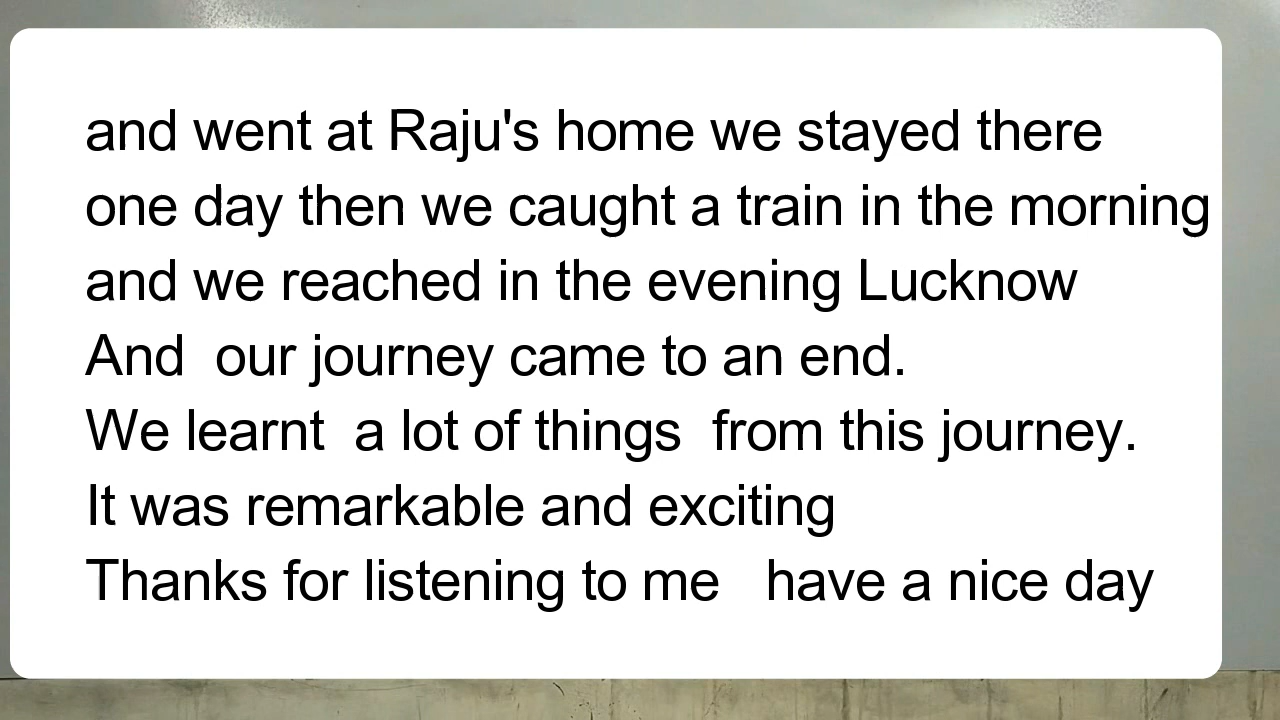 and went at Raju's home we stayed there
one day then we caught a train in the morning
and we reached in the evening Lucknow
And  our journey came to an end.
We learnt  a lot of things  from this journey.
It was remarkable and exciting
Thanks for listening to me   have a nice day